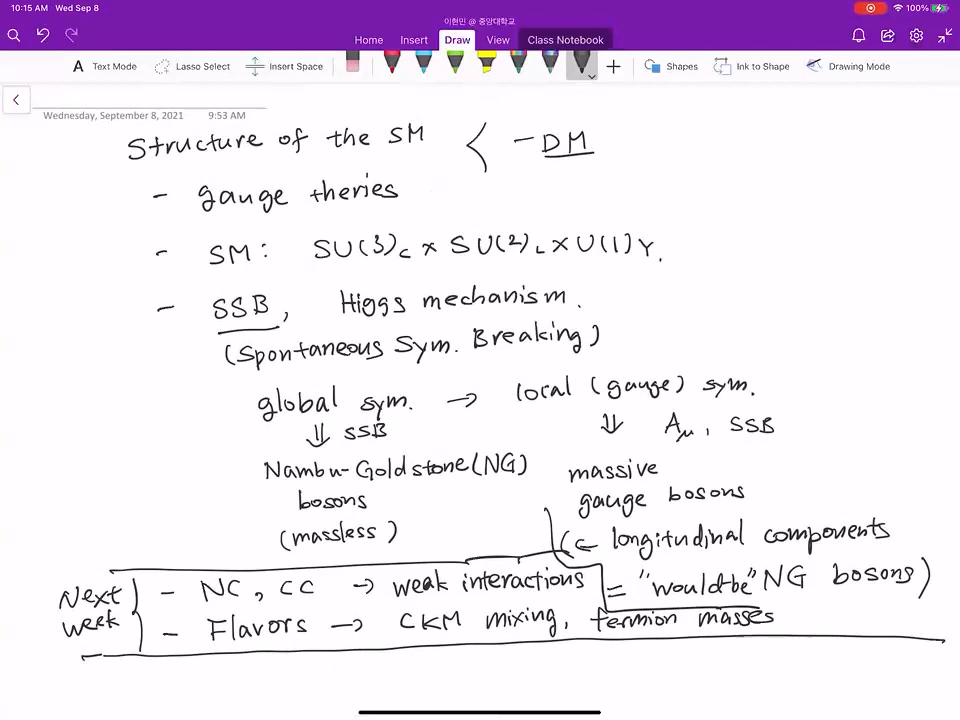 10:15 AM Wed Sep 8
100%
이현민 @ 중앙대학교
Home Insert Draw View Class Notebook
A Text Mode Lasso Select Insert Space Shapes Ink to Shape Drawing Mode
Wednesday, September 8, 2021 9:53 AM
Structure of the SM < - DM
- gauge theries
- SM: SU(3)c × SU(2)L × U(1)Y.
- SSB, Higgs mechanism.
(Spontaneous Sym. Breaking)
global sym. → local (gauge) sym.
⇓ SSB ⇓ Aμ, SSB
Nambu-Goldstone(NG) massive
bosons gauge bosons
(massless) (← longitudinal components
= "would-be" NG bosons)
Next week
- NC, CC → weak interactions
- Flavors → CKM mixing, fermion masses